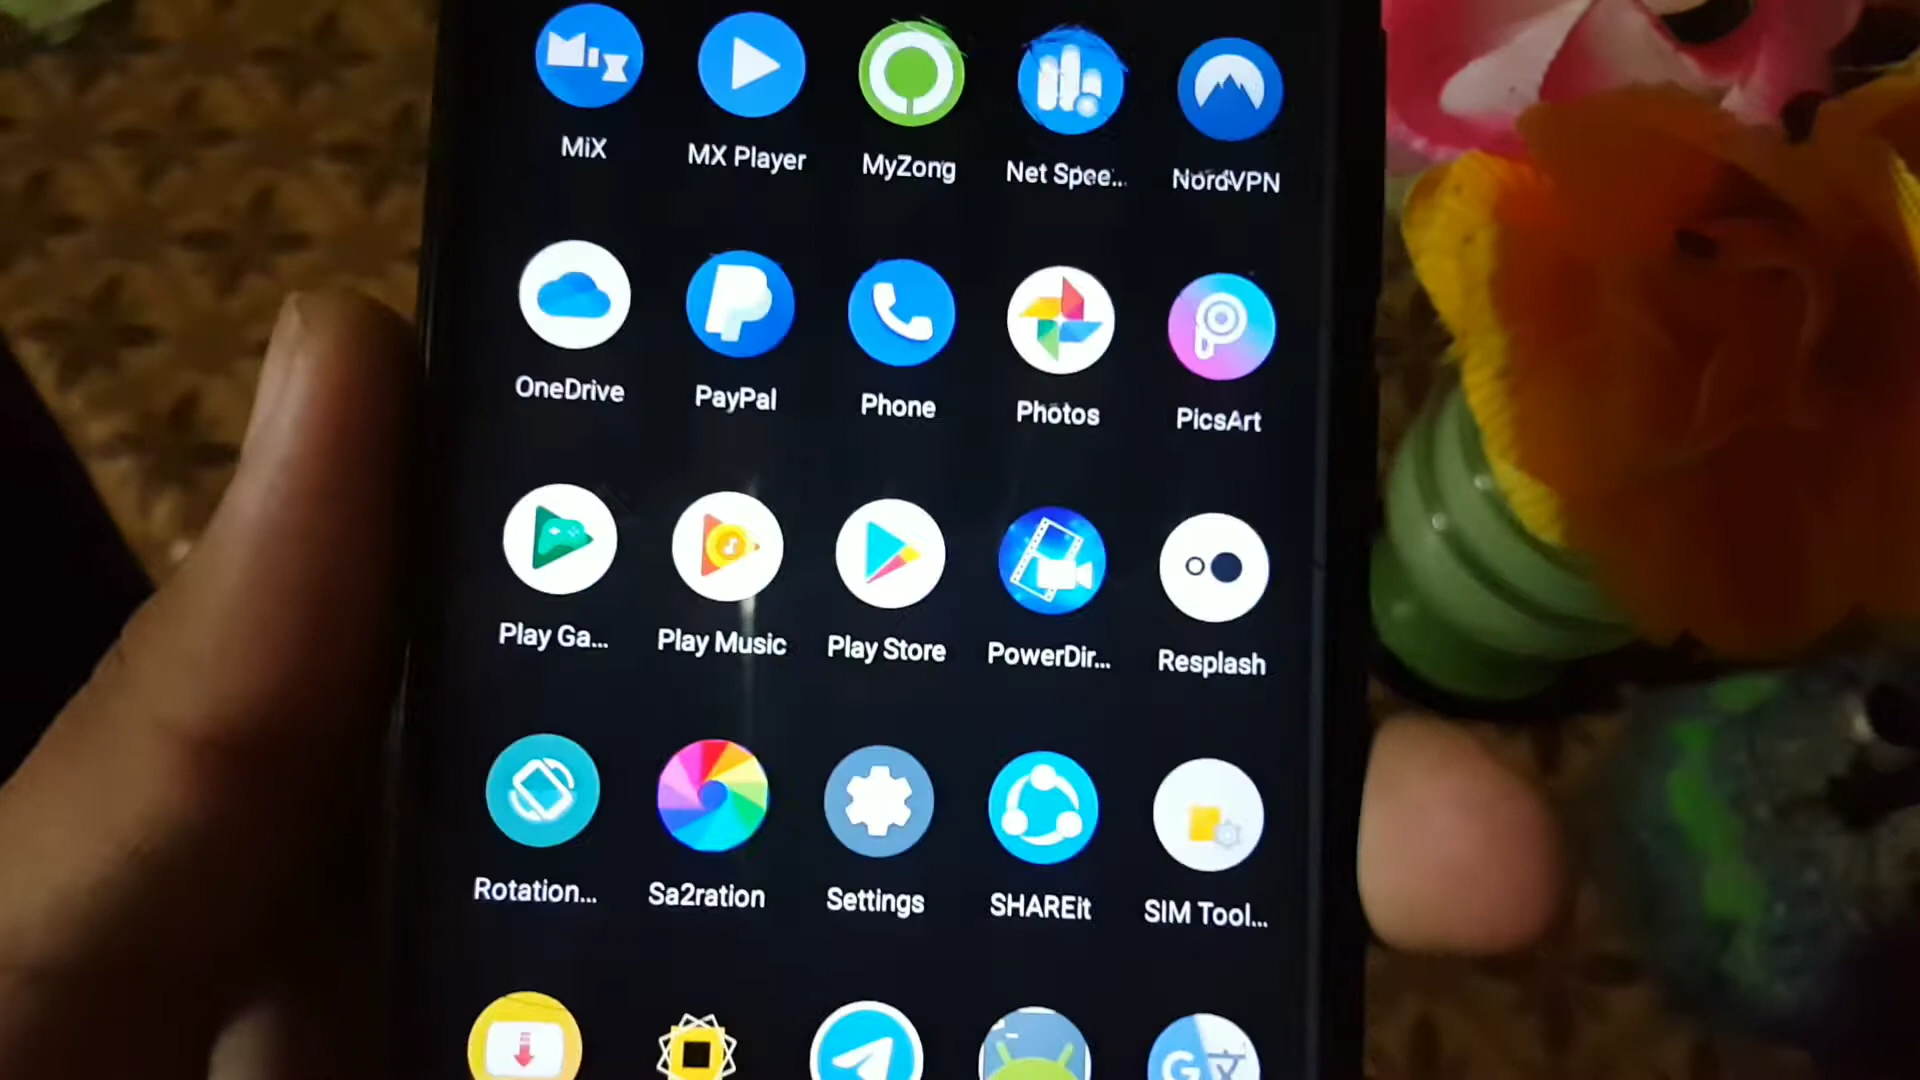 MiX
MiX
MX Player
MyZong
Net Spee...
NordVPN
OneDrive
PayPal
Phone
Photos
PicsArt
Play Ga...
Play Music
Play Store
PowerDir...
Resplash
Rotation...
Sa2ration
Settings
SHAREit
SIM Tool...
G